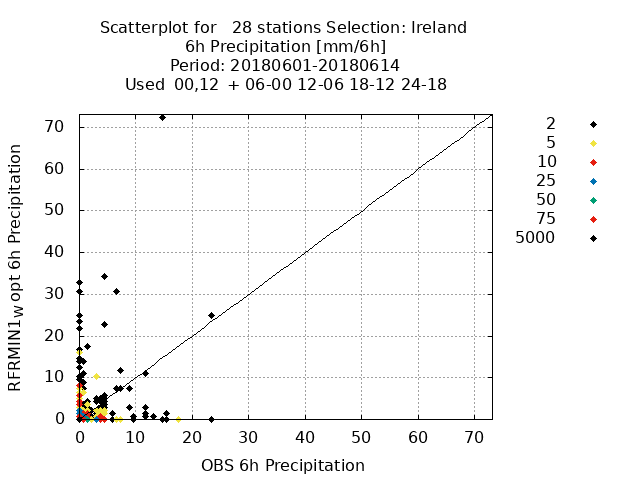 Scatterplot for   28 stations Selection: Ireland
6h Precipitation [mm/6h]
Period: 20180601-20180614
Used  00,12  + 06-00 12-06 18-12 24-18
2
5
10
25
50
75
5000
RFRMIN1W opt 6h Precipitation
70
60
50
40
30
20
10
0
0 10 20 30 40 50 60 70
OBS 6h Precipitation